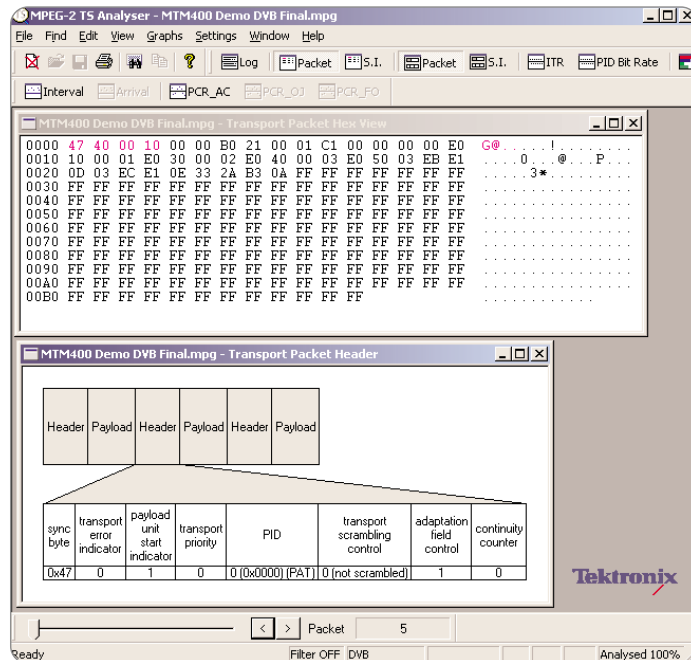 MPEG-2 TS Analyser - MTM400 Demo DVB Final.mpg
File Find Edit View Graphs Settings Window Help
Log Packet S.I. Packet S.I. ITR PID Bit Rate
Interval Arrival PCR_AC PCR_OJ PCR_FO
MTM400 Demo DVB Final.mpg - Transport Packet Hex View
0000 47 40 00 10 00 00 B0 21 00 01 C1 00 00 00 00 E0 G@.....!........
0010 10 00 01 E0 30 00 02 E0 40 00 03 E0 50 03 EB E1 ....0...@...P...
0020 0D 03 EC E1 0E 33 2A B3 0A FF FF FF FF FF FF FF .....3*.........
0030 FF FF FF FF FF FF FF FF FF FF FF FF FF FF FF FF ................
0040 FF FF FF FF FF FF FF FF FF FF FF FF FF FF FF FF ................
0050 FF FF FF FF FF FF FF FF FF FF FF FF FF FF FF FF ................
0060 FF FF FF FF FF FF FF FF FF FF FF FF FF FF FF FF ................
0070 FF FF FF FF FF FF FF FF FF FF FF FF FF FF FF FF ................
0080 FF FF FF FF FF FF FF FF FF FF FF FF FF FF FF FF ................
0090 FF FF FF FF FF FF FF FF FF FF FF FF FF FF FF FF ................
00A0 FF FF FF FF FF FF FF FF FF FF FF FF FF FF FF FF ................
00B0 FF FF FF FF FF FF FF FF FF FF FF FF ............
MTM400 Demo DVB Final.mpg - Transport Packet Header
Header Payload Header Payload Header Payload
sync byte transport error indicator payload unit start indicator transport priority PID transport scrambling control adaptation field control continuity counter
0x47 0 1 0 0 (0x0000) (PAT) 0 (not scrambled) 1 0
Tektronix
< > Packet 5
Ready Filter OFF DVB Analysed 100%